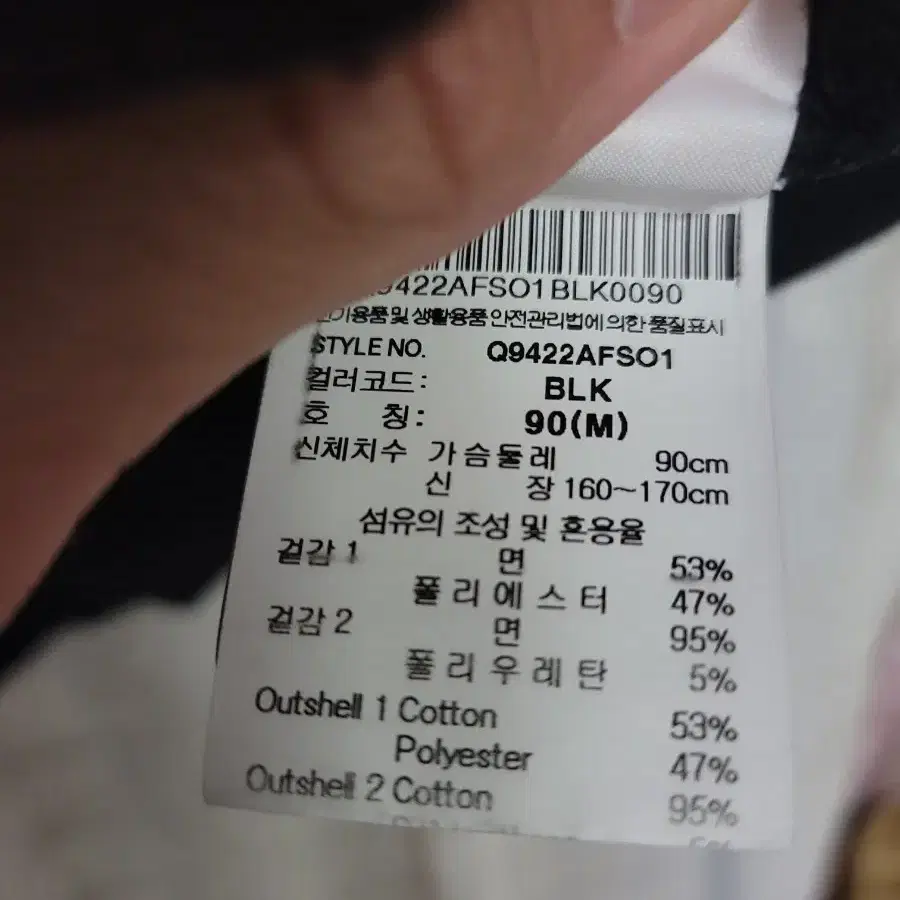 9422AFSO1BLK0090
기용품 및 생활용품 안전관리법에 의한 품질표시
STYLE NO. Q9422AFSO1
컬러코드: BLK
호 칭: 90(M)
신체치수 가슴둘레 90cm
신 장 160~170cm
섬유의 조성 및 혼용율
겉감 1 면 53%
폴리에스터 47%
겉감 2 면 95%
폴리우레탄 5%
Outshell 1 Cotton 53%
Polyester 47%
Outshell 2 Cotton 95%